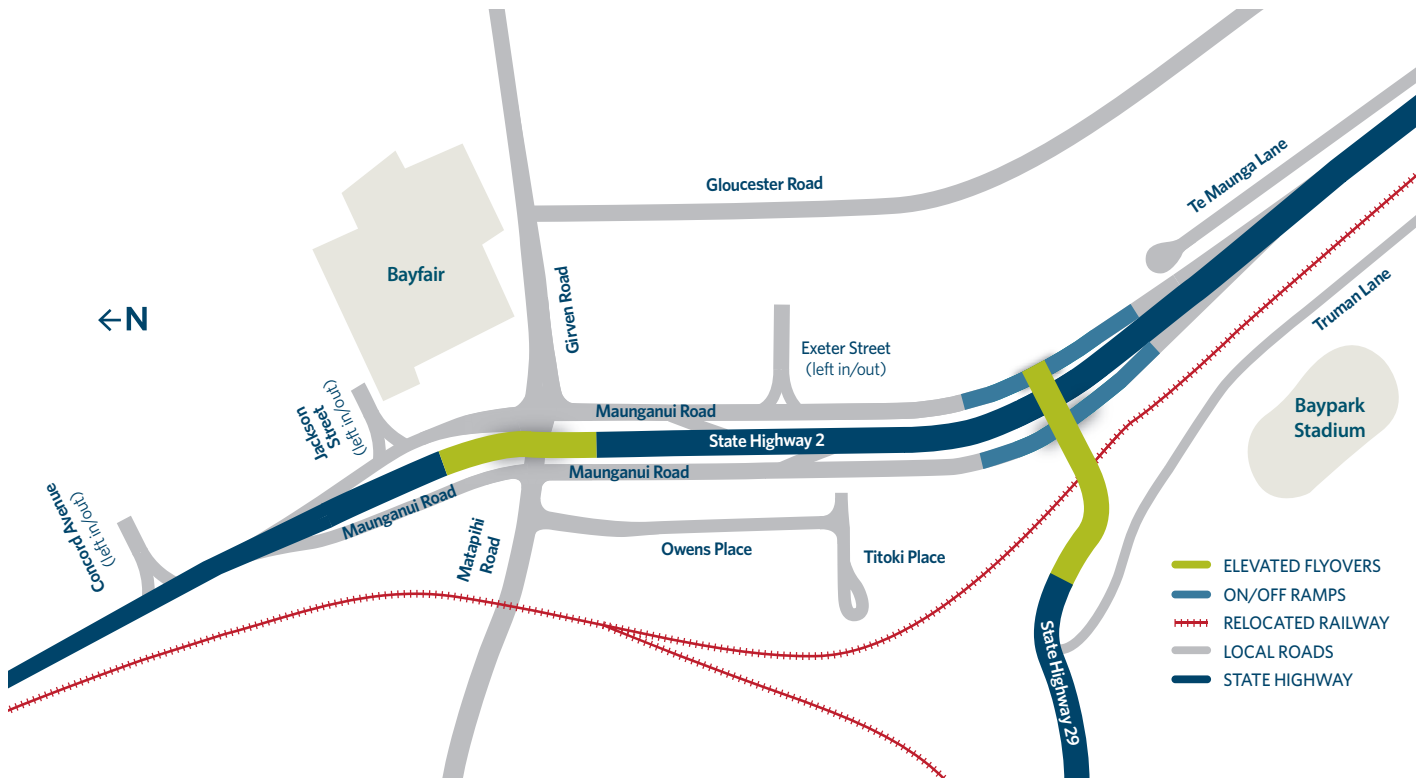 Gloucester Road
Te Maunga Lane
Bayfair
Girven Road
Truman Lane
←N
Exeter Street
(left in/out)
Jackson
Street
(left in/out)
Maunganui Road
Baypark
Stadium
State Highway 2
Maunganui Road
Maunganui Road
Concord Avenue
(left in/out)
Matapihi
Road
Owens Place
Titoki Place
State Highway 29
ELEVATED FLYOVERS
ON/OFF RAMPS
RELOCATED RAILWAY
LOCAL ROADS
STATE HIGHWAY